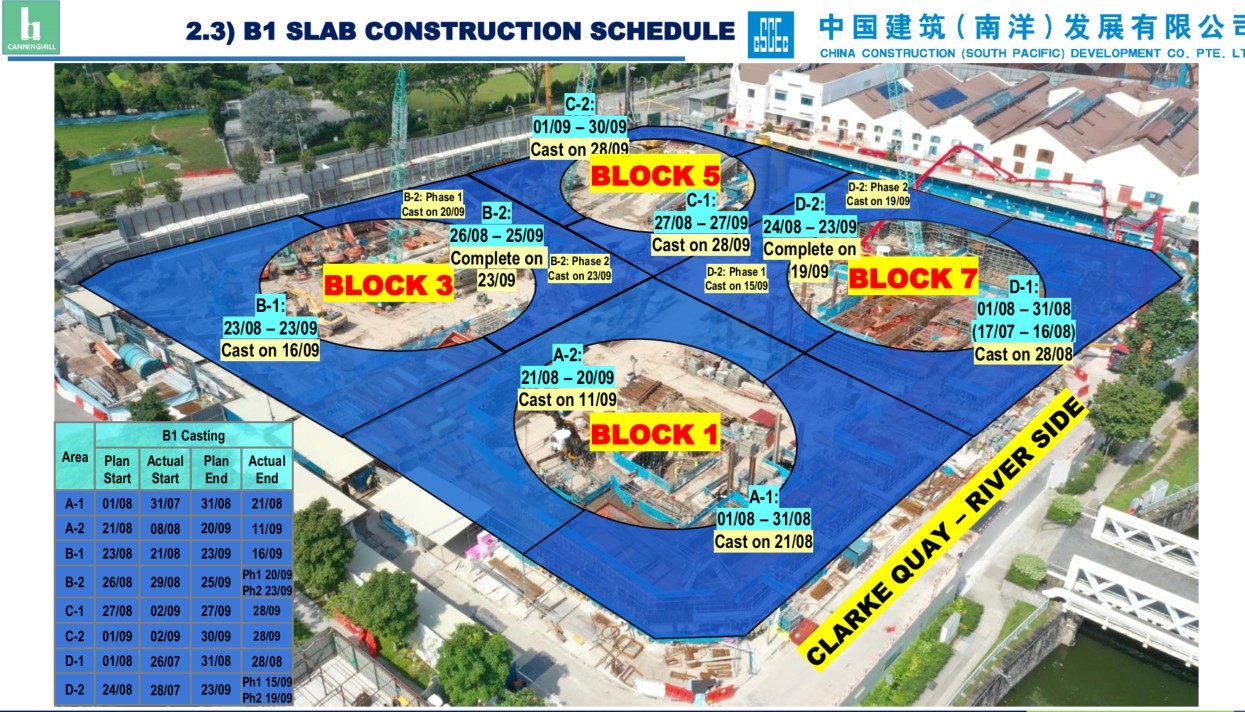 CANNINGHILL
2.3) B1 SLAB CONSTRUCTION SCHEDULE
中国建筑(南洋)发展有限公司
CHINA CONSTRUCTION (SOUTH PACIFIC) DEVELOPMENT CO. PTE. LT
C-2:
01/09 – 30/09
Cast on 28/09
BLOCK 5
C-1:
27/08 – 27/09
Cast on 28/09
B-2: Phase 1
Cast on 20/09
B-2:
26/08 – 25/09
Complete on
23/09
B-2: Phase 2
Cast on 23/09
D-2: Phase 2
Cast on 19/09
D-2:
24/08 – 23/09
Complete on
19/09
D-2: Phase 1
Cast on 15/09
BLOCK 3
BLOCK 7
B-1:
23/08 – 23/09
Cast on 16/09
D-1:
01/08 – 31/08
(17/07 – 16/08)
Cast on 28/08
A-2:
21/08 – 20/09
Cast on 11/09
BLOCK 1
A-1:
01/08 – 31/08
Cast on 21/08
CLARKE QUAY – RIVER SIDE
B1 Casting
Area Plan Start Actual Start Plan End Actual End
A-1 01/08 31/07 31/08 21/08
A-2 21/08 08/08 20/09 11/09
B-1 23/08 21/08 23/09 16/09
B-2 26/08 29/08 25/09 Ph1 20/09 Ph2 23/09
C-1 27/08 02/09 27/09 28/09
C-2 01/09 02/09 30/09 28/09
D-1 01/08 26/07 31/08 28/08
D-2 24/08 28/07 23/09 Ph1 15/09 Ph2 19/09